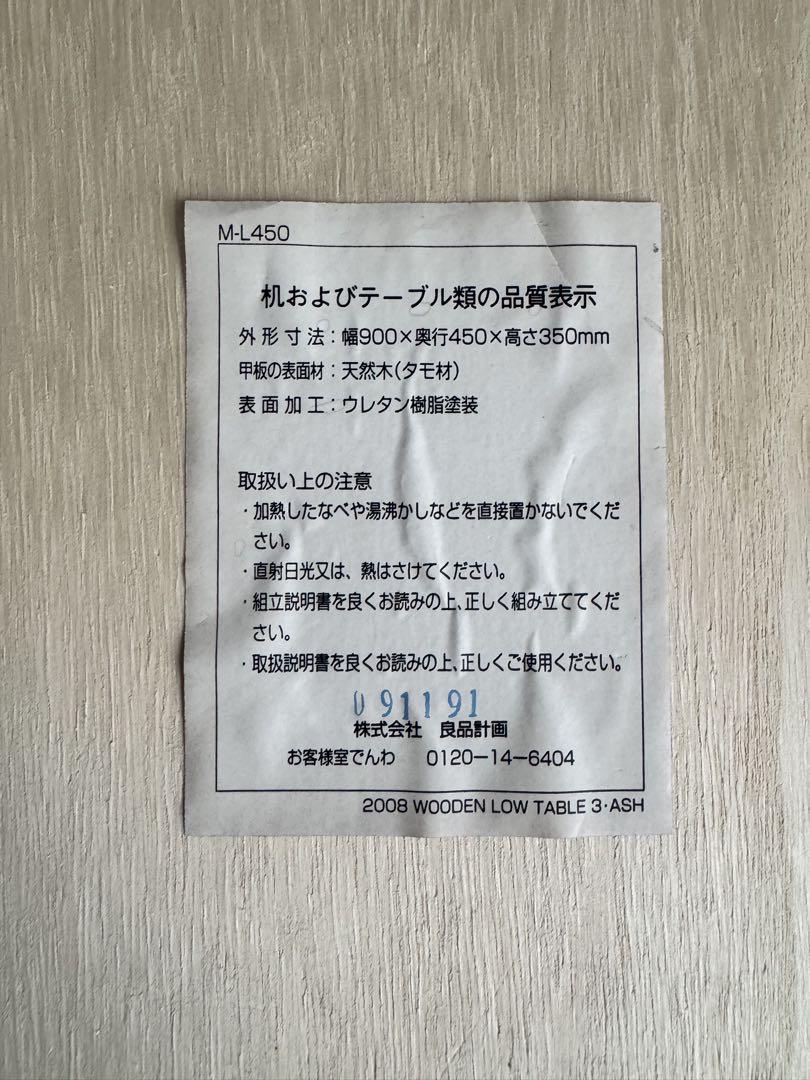 M-L450
机およびテーブル類の品質表示
外形寸法：幅900×奥行450×高さ350mm
甲板の表面材：天然木(タモ材)
表面加工：ウレタン樹脂塗装
取扱い上の注意
・加熱したなべや湯沸かしなどを直接置かないでくだ
さい。
・直射日光又は、熱はさけてください。
・組立説明書を良くお読みの上、正しく組み立ててくだ
さい。
・取扱説明書を良くお読みの上、正しくご使用ください。
091191
株式会社　良品計画
お客様室でんわ　0120-14-6404
2008 WOODEN LOW TABLE 3・ASH